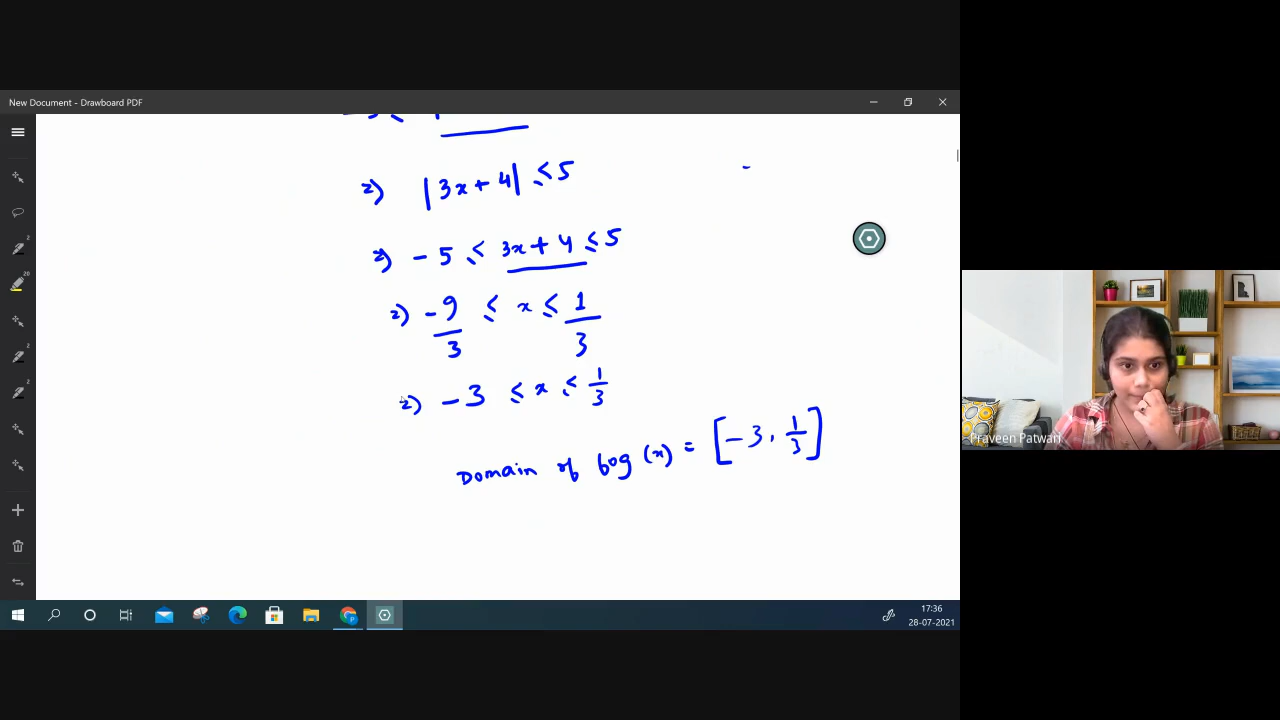 New Document - Drawboard PDF
⇒ |3x + 4| ≤ 5
⇒ - 5 ≤ 3x + 4 ≤ 5
⇒ - 9/3 ≤ x ≤ 1/3
⇒ - 3 ≤ x ≤ 1/3
Domain of fog (x) = [-3, 1/3]
Praveen Patwari
17:36
28-07-2021